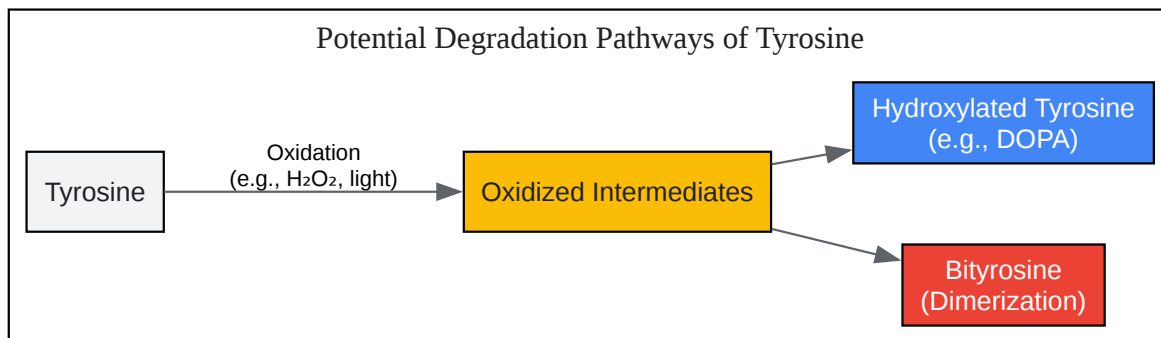 Potential Degradation Pathways of Tyrosine
Hydroxylated Tyrosine
(e.g., DOPA)
Oxidation
(e.g., H₂O₂, light)
Tyrosine
Oxidized Intermediates
Bityrosine
(Dimerization)